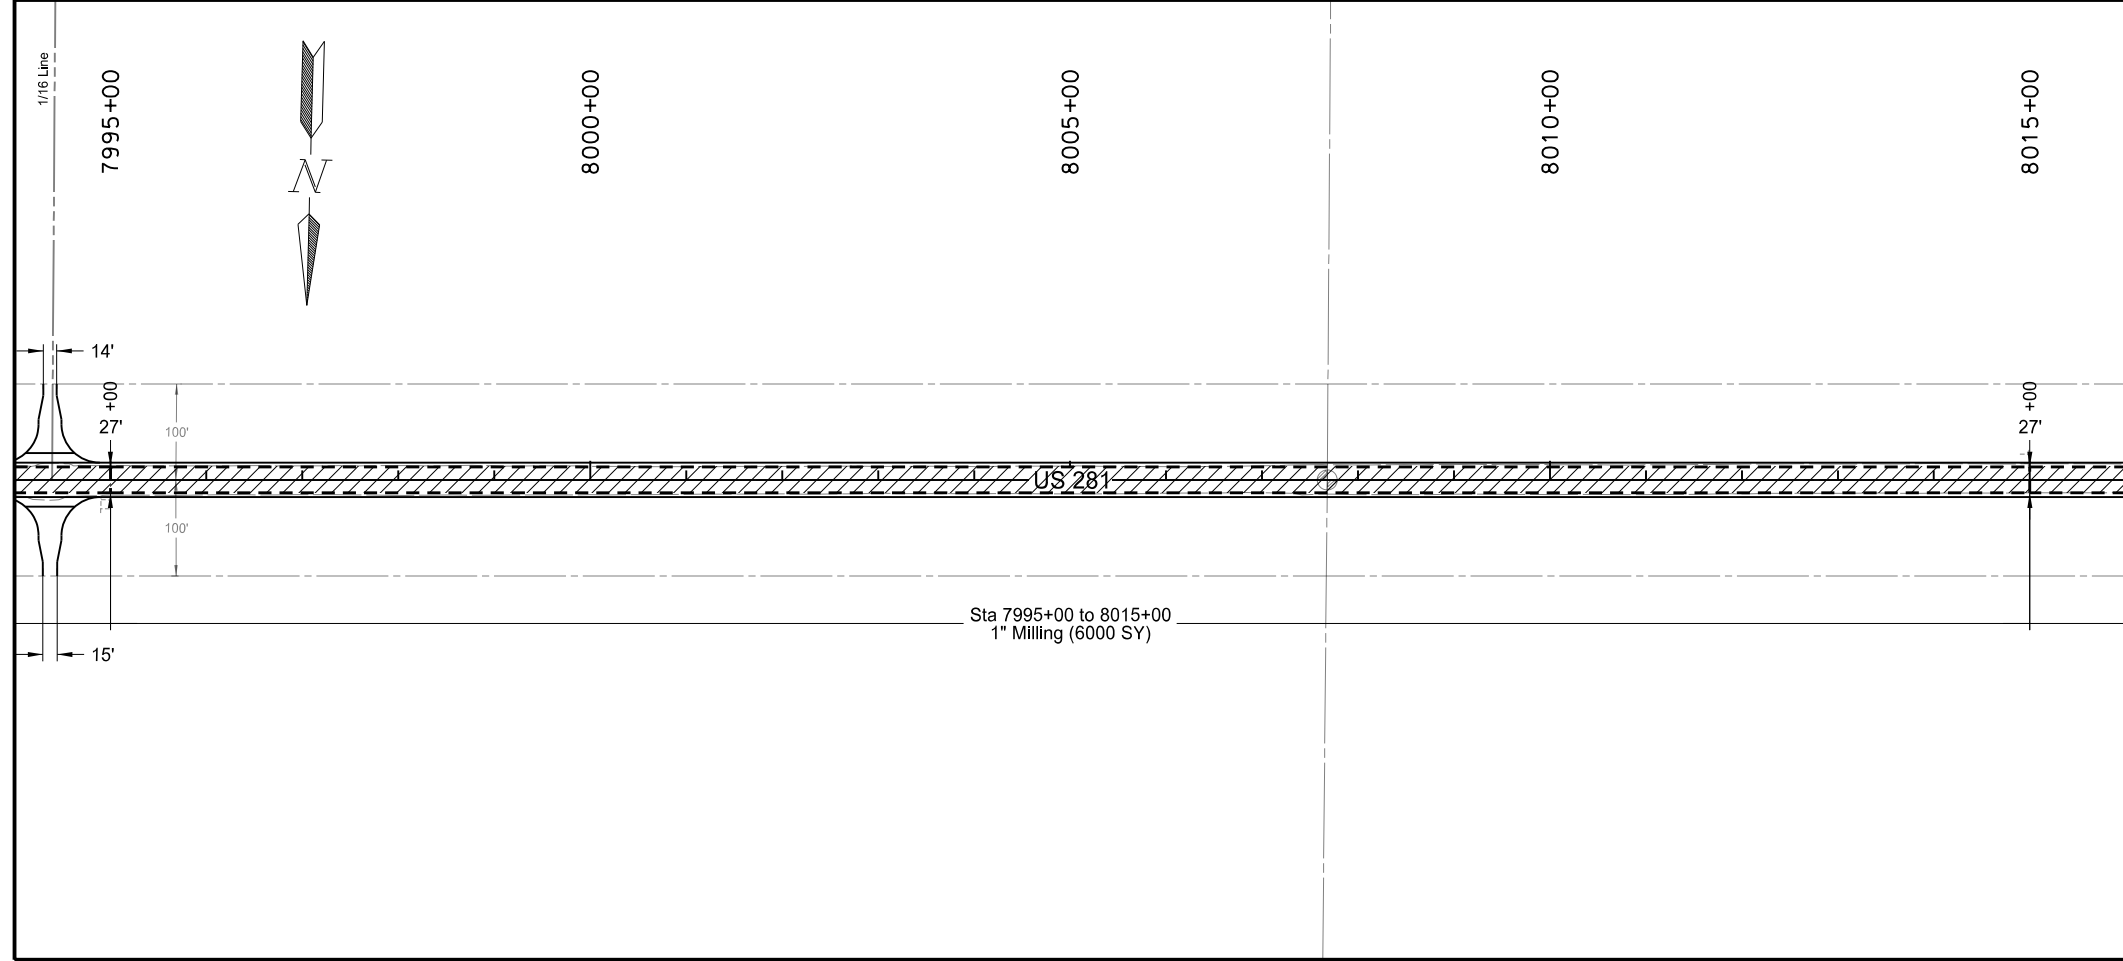 1/16 Line
7995+00
8000+00
8005+00
8010+00
8015+00
N
14'
+00
27'
100'
+00
27'
US 281
100'
Sta 7995+00 to 8015+00
1" Milling (6000 SY)
15'